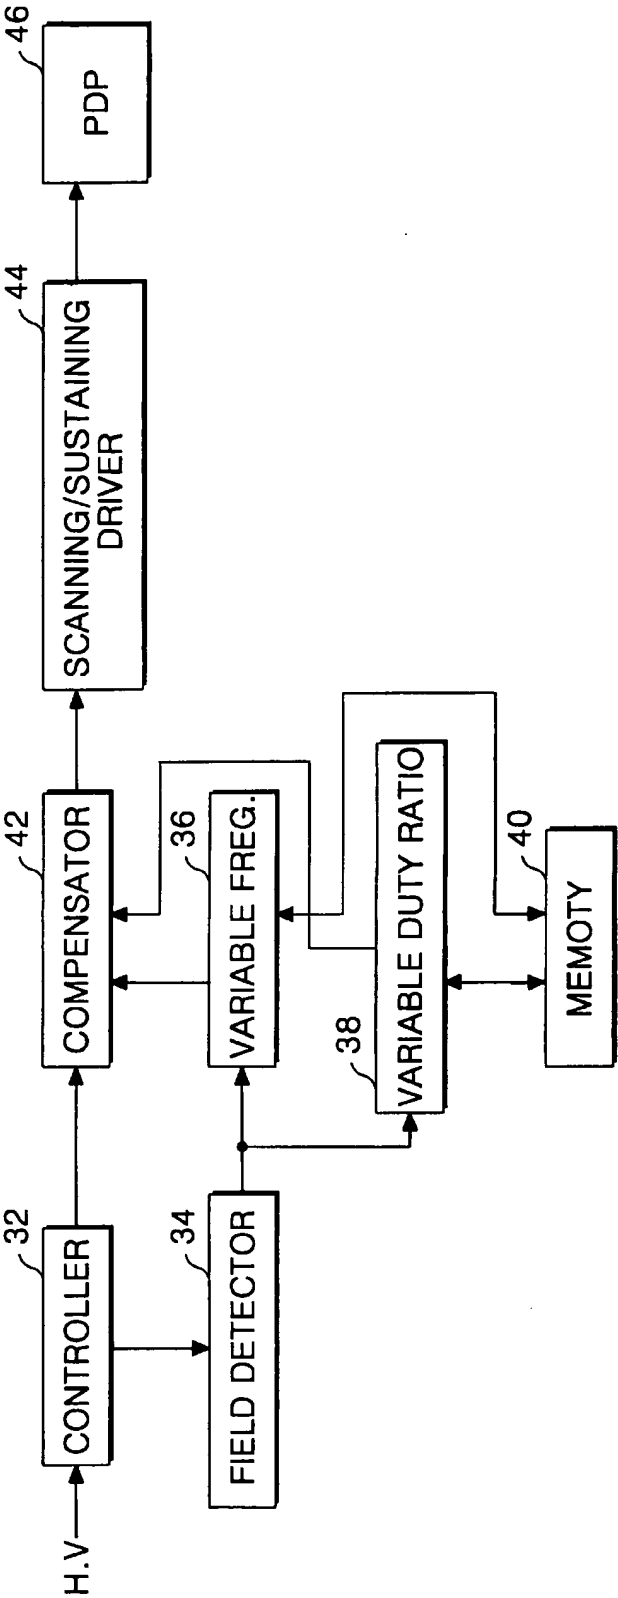 H.V
32
CONTROLLER
42
COMPENSATOR
44
SCANNING/SUSTAINING
DRIVER
46
PDP
34
FIELD DETECTOR
36
VARIABLE FREG.
38
VARIABLE DUTY RATIO
40
MEMOTY